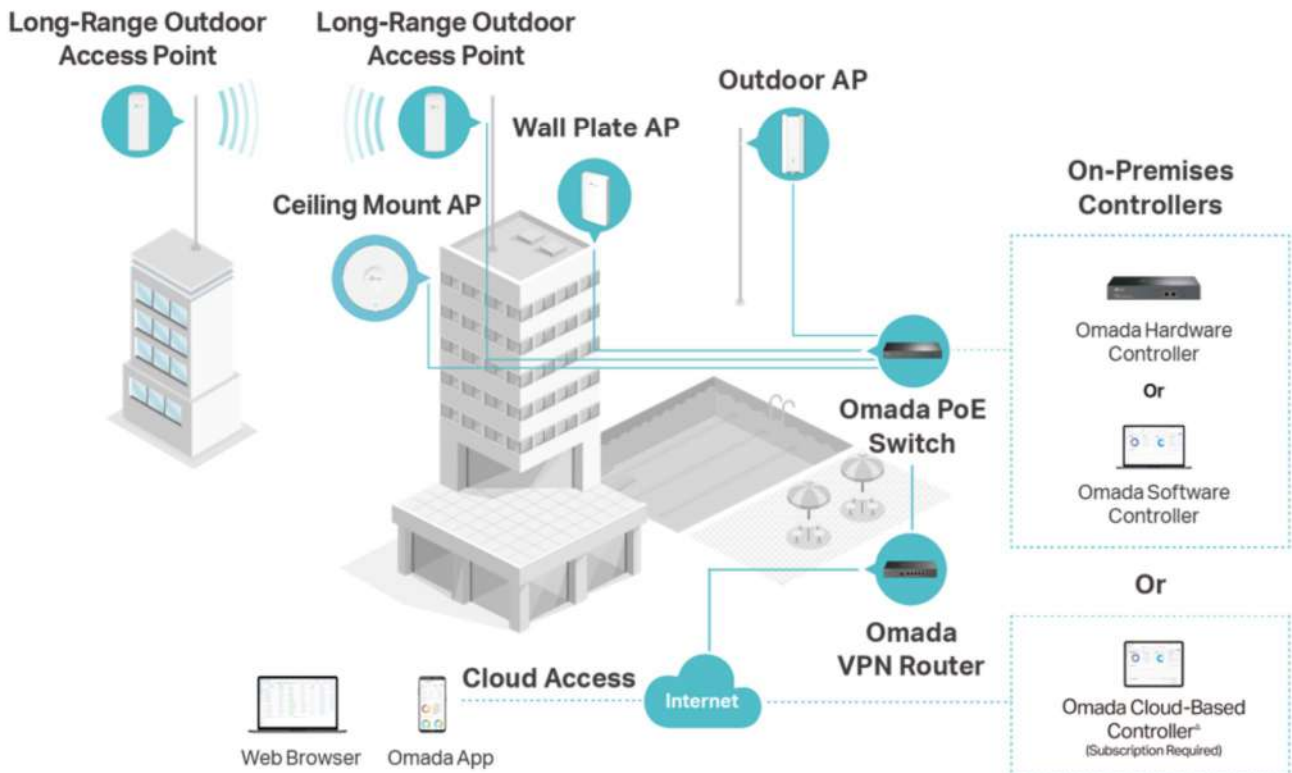 Long-Range Outdoor
Access Point
Long-Range Outdoor
Access Point
Outdoor AP
Wall Plate AP
Ceiling Mount AP
On-Premises
Controllers
Omada Hardware
Controller
Or
Omada Software
Controller
Omada PoE
Switch
Or
Omada
VPN Router
Cloud Access
Internet
Omada Cloud-Based
Controller
(Subscription Required)
Web Browser
Omada App